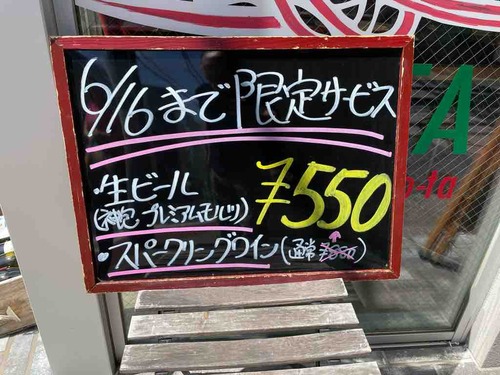 6/16まで限定サービス
・生ビール
(神泡 プレミアムモルツ) ¥550
・スパークリングワイン(通常 ¥880)
TA